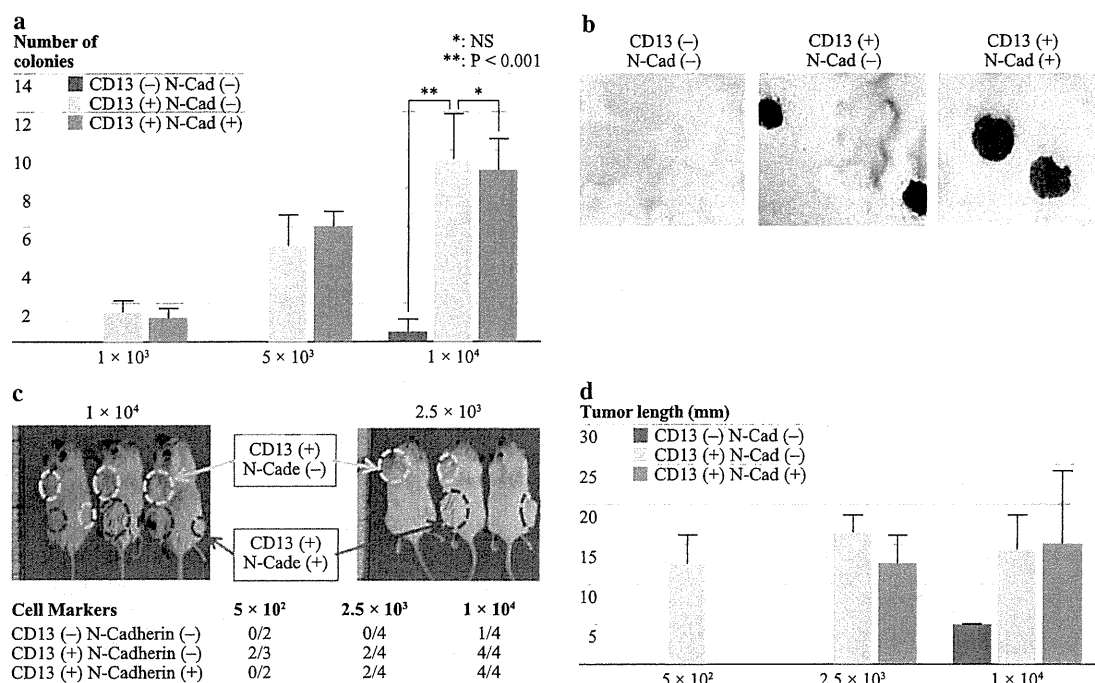 a
Number of
colonies
*: NS
**: P < 0.001
14
12
10
8
6
4
2
CD13 (–) N-Cad (–)
CD13 (+) N-Cad (–)
CD13 (+) N-Cad (+)
**
*
1 × 10³
5 × 10³
1 × 10⁴
b
CD13 (–)
N-Cad (–)
CD13 (+)
N-Cad (–)
CD13 (+)
N-Cad (+)
c
1 × 10⁴
2.5 × 10³
CD13 (+)
N-Cade (–)
CD13 (+)
N-Cade (+)
Cell Markers 5 × 10² 2.5 × 10³ 1 × 10⁴
CD13 (–) N-Cadherin (–) 0/2 0/4 1/4
CD13 (+) N-Cadherin (–) 2/3 2/4 4/4
CD13 (+) N-Cadherin (+) 0/2 2/4 4/4
d
Tumor length (mm)
30
25
20
15
10
5
CD13 (–) N-Cad (–)
CD13 (+) N-Cad (–)
CD13 (+) N-Cad (+)
5 × 10²
2.5 × 10³
1 × 10⁴